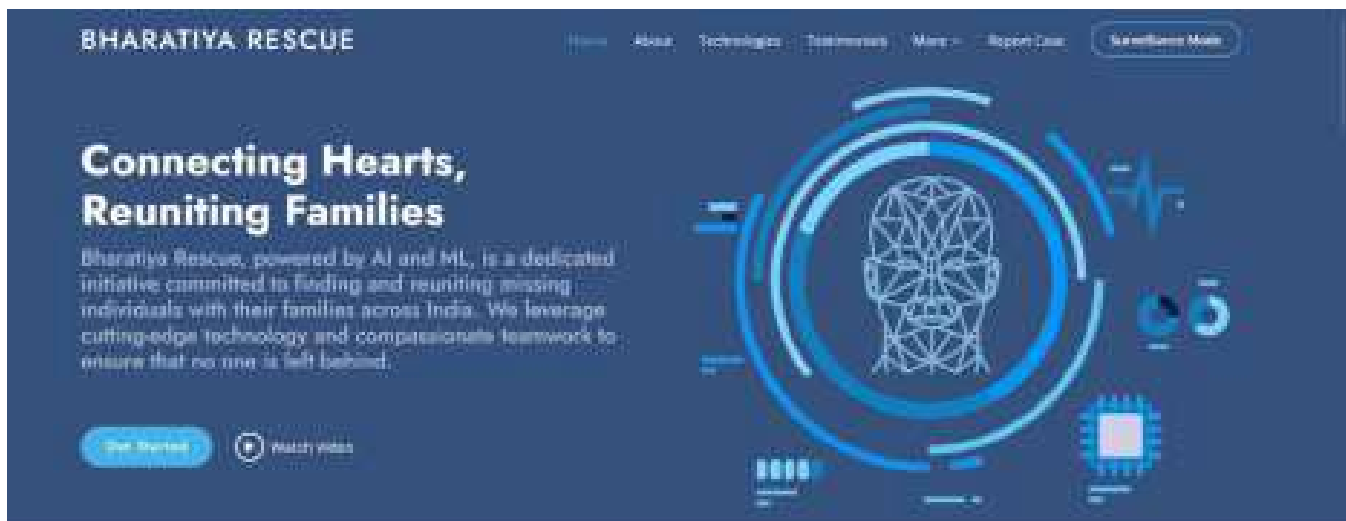 BHARATIYA RESCUE
Home About Technologies Testimonials More Report Case Surveillance Mode
Connecting Hearts,
Reuniting Families
Bharatiya Rescue, powered by AI and ML, is a dedicated
initiative committed to finding and reuniting missing
individuals with their families across India. We leverage
cutting-edge technology and compassionate teamwork to
ensure that no one is left behind.
Get Started Watch Video